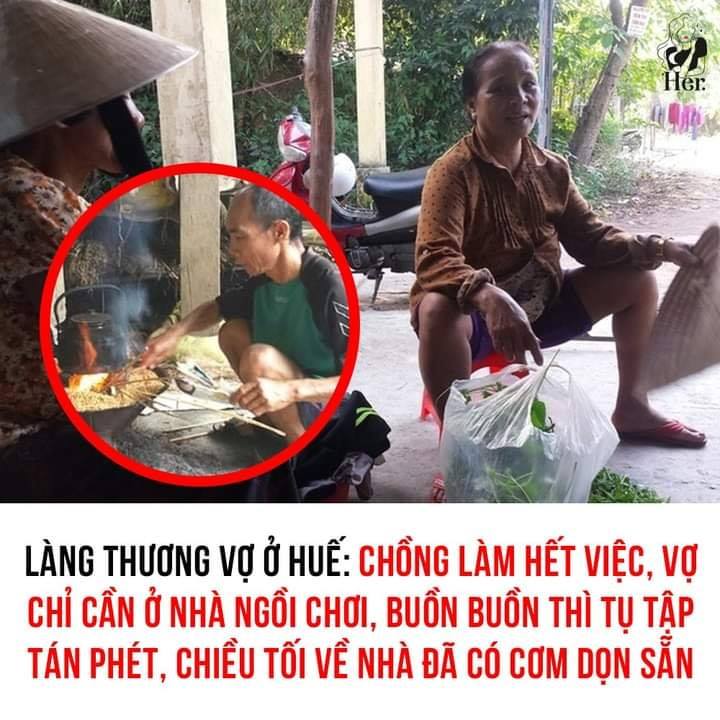 Her.
LÀNG THƯƠNG VỢ Ở HUẾ: CHỒNG LÀM HẾT VIỆC, VỢ
CHỈ CẦN Ở NHÀ NGỒI CHƠI, BUỒN BUỒN THÌ TỤ TẬP
TÁN PHÉT, CHIỀU TỐI VỀ NHÀ ĐÃ CÓ CƠM DỌN SẴN